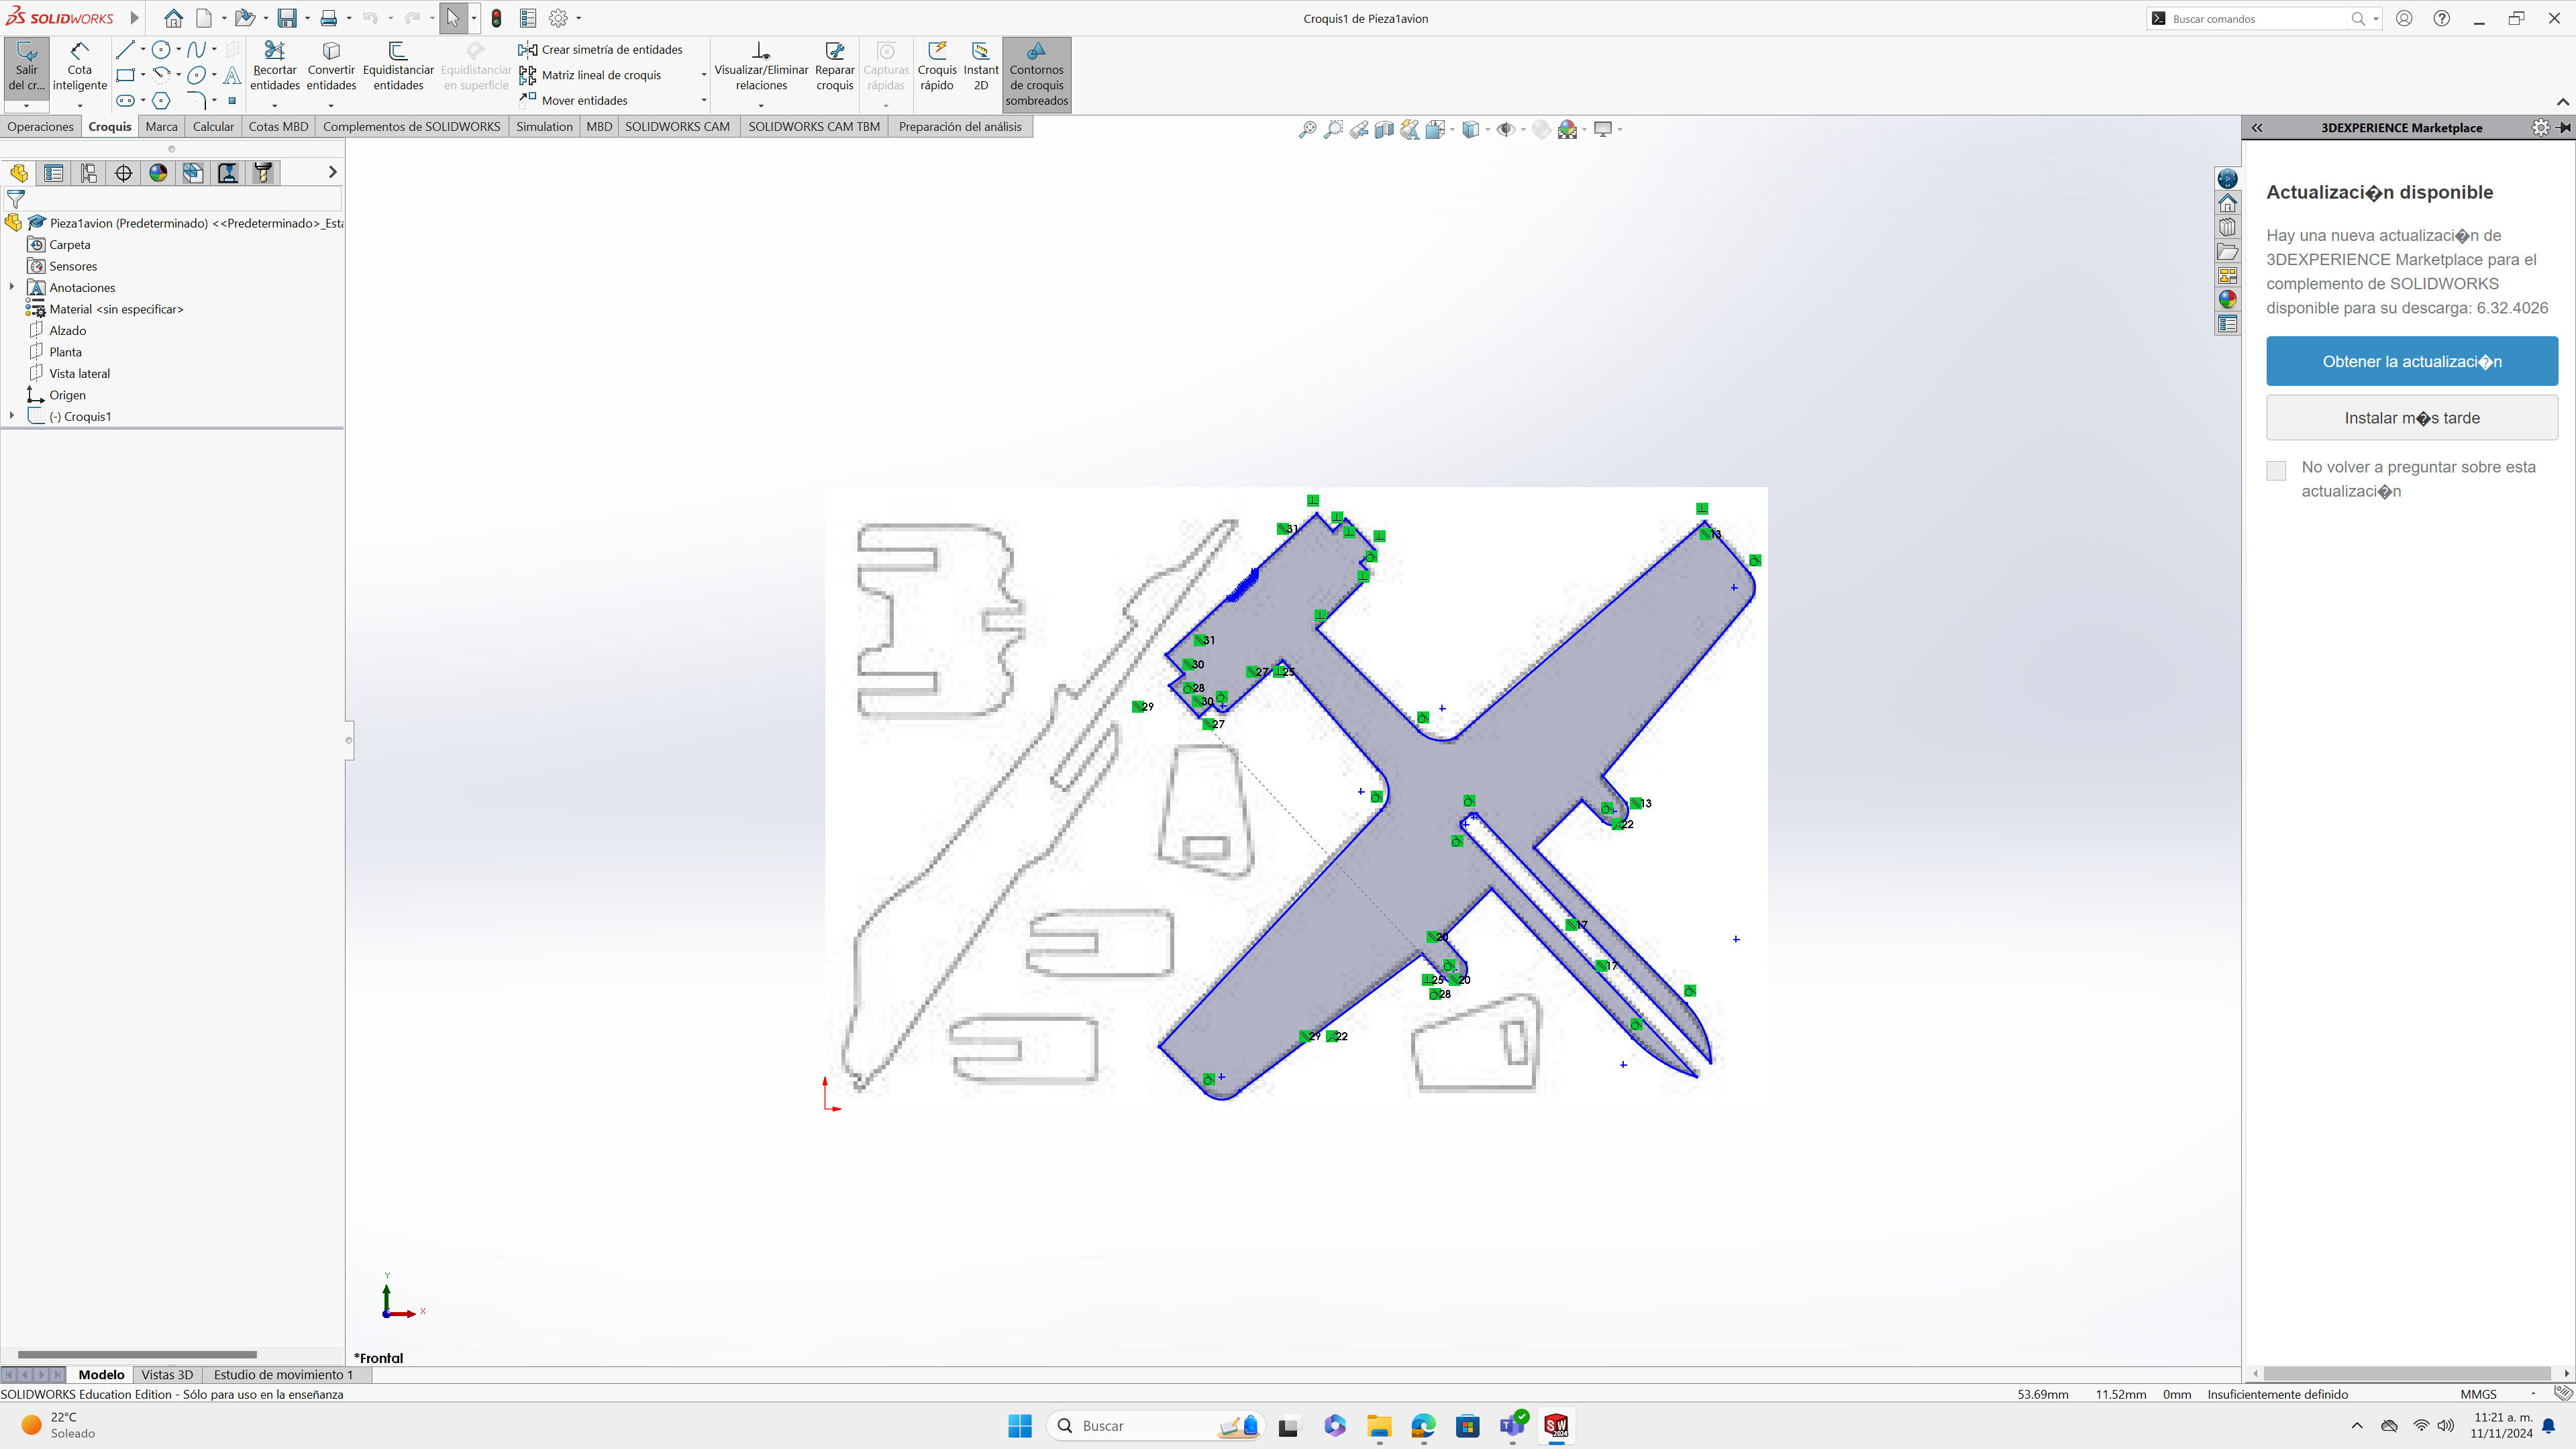 SOLIDWORKS
Croquis1 de Pieza1avion
Buscar comandos
Salir del cr...
Cota inteligente
Recortar entidades
Convertir entidades
Equidistanciar entidades
Equidistanciar en superficie
Crear simetría de entidades
Matriz lineal de croquis
Mover entidades
Visualizar/Eliminar relaciones
Reparar croquis
Capturas rápidas
Croquis rápido
Instant 2D
Contornos de croquis sombreados
Operaciones
Croquis
Marca
Calcular
Cotas MBD
Complementos de SOLIDWORKS
Simulation
MBD
SOLIDWORKS CAM
SOLIDWORKS CAM TBM
Preparación del análisis
3DEXPERIENCE Marketplace
Pieza1avion (Predeterminado) <<Predeterminado>_Esta
Carpeta
Sensores
Anotaciones
Material <sin especificar>
Alzado
Planta
Vista lateral
Origen
(-) Croquis1
Actualizaci�n disponible
Hay una nueva actualizaci�n de
3DEXPERIENCE Marketplace para el
complemento de SOLIDWORKS
disponible para su descarga: 6.32.4026
Obtener la actualizaci�n
Instalar m�s tarde
No volver a preguntar sobre esta
actualizaci�n
31
13
31
30
27
25
28
30
29
27
13
22
17
20
17
25
20
28
29
22
Y
X
*Frontal
Modelo
Vistas 3D
Estudio de movimiento 1
SOLIDWORKS Education Edition - Sólo para uso en la enseñanza
53.69mm
11.52mm
0mm
Insuficientemente definido
MMGS
22°C
Soleado
Buscar
SW
2024
11:21 a. m.
11/11/2024